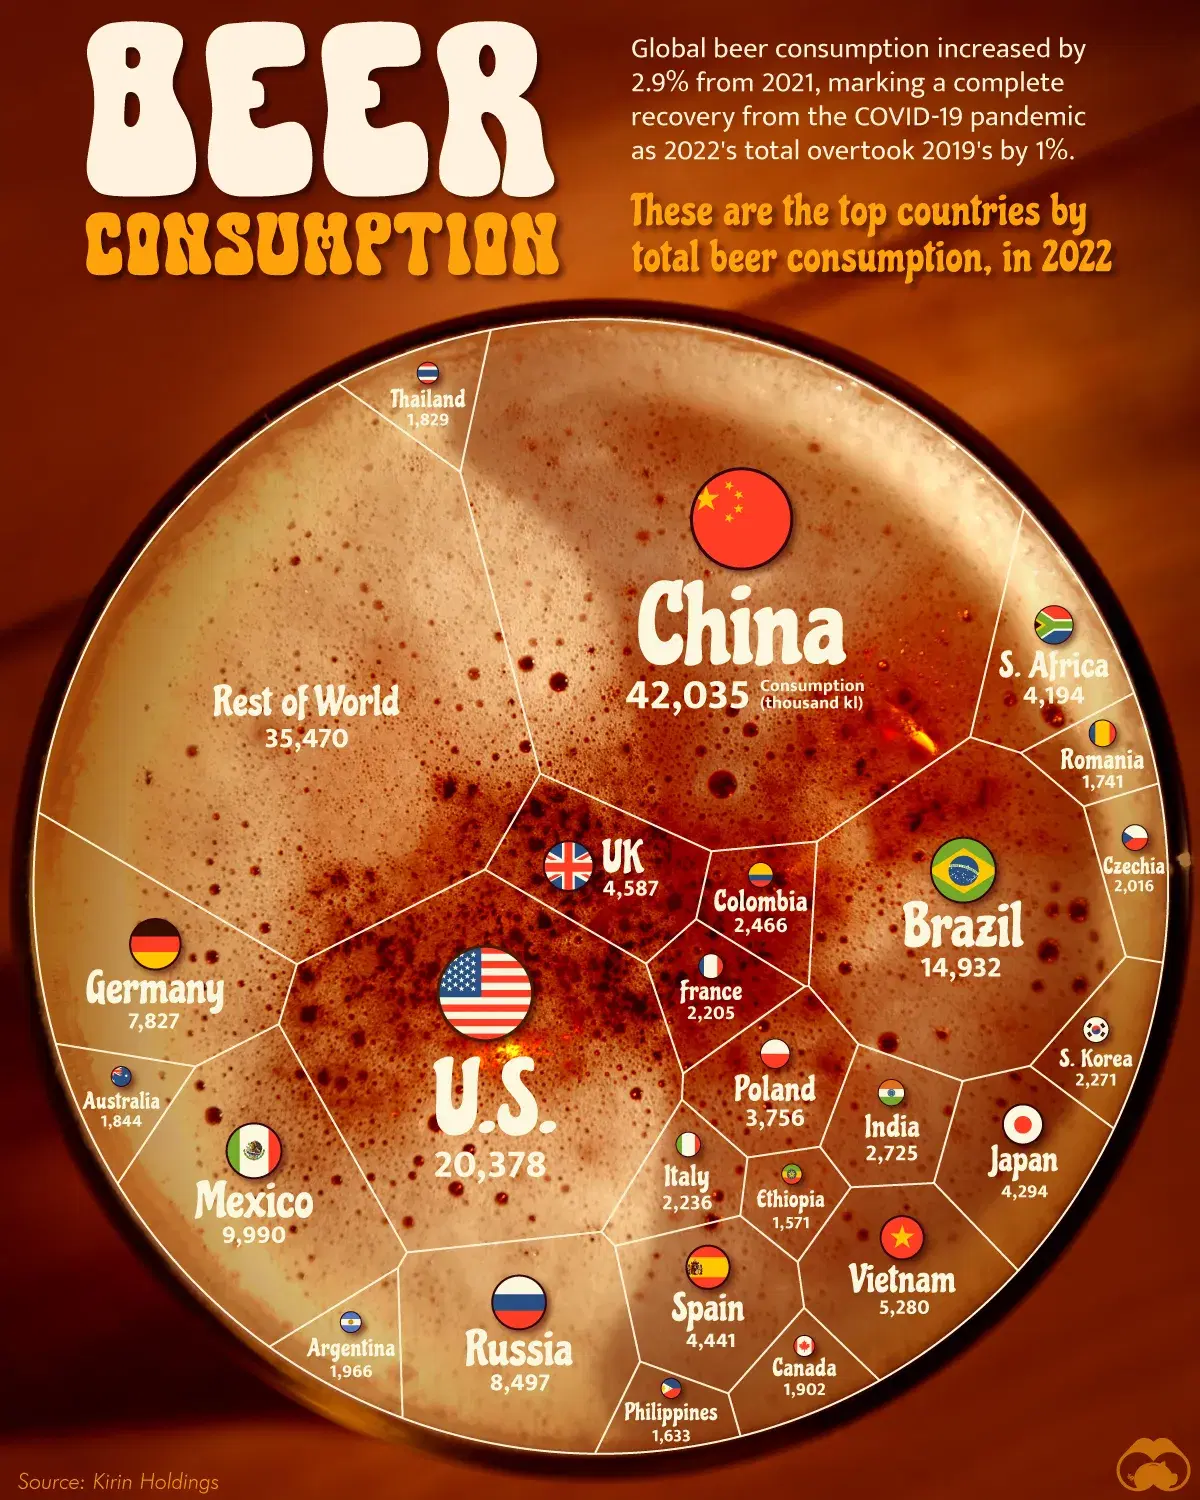 BEER
CONSUMPTION
Global beer consumption increased by
2.9% from 2021, marking a complete
recovery from the COVID-19 pandemic
as 2022's total overtook 2019's by 1%.
These are the top countries by
total beer consumption, in 2022
Thailand
1,829
China
42,035 Consumption
(thousand kl)
S. Africa
4,194
Rest of World
35,470
Romania
1,741
UK
4,587
Czechia
2,016
Colombia
2,466
Brazil
14,932
Germany
7,827
France
2,205
U.S.
20,378
S. Korea
2,271
Poland
3,756
Australia
1,844
India
2,725
Japan
4,294
Italy
2,236
Ethiopia
1,571
Mexico
9,990
Vietnam
5,280
Spain
4,441
Russia
8,497
Argentina
1,966
Canada
1,902
Philippines
1,633
Source: Kirin Holdings